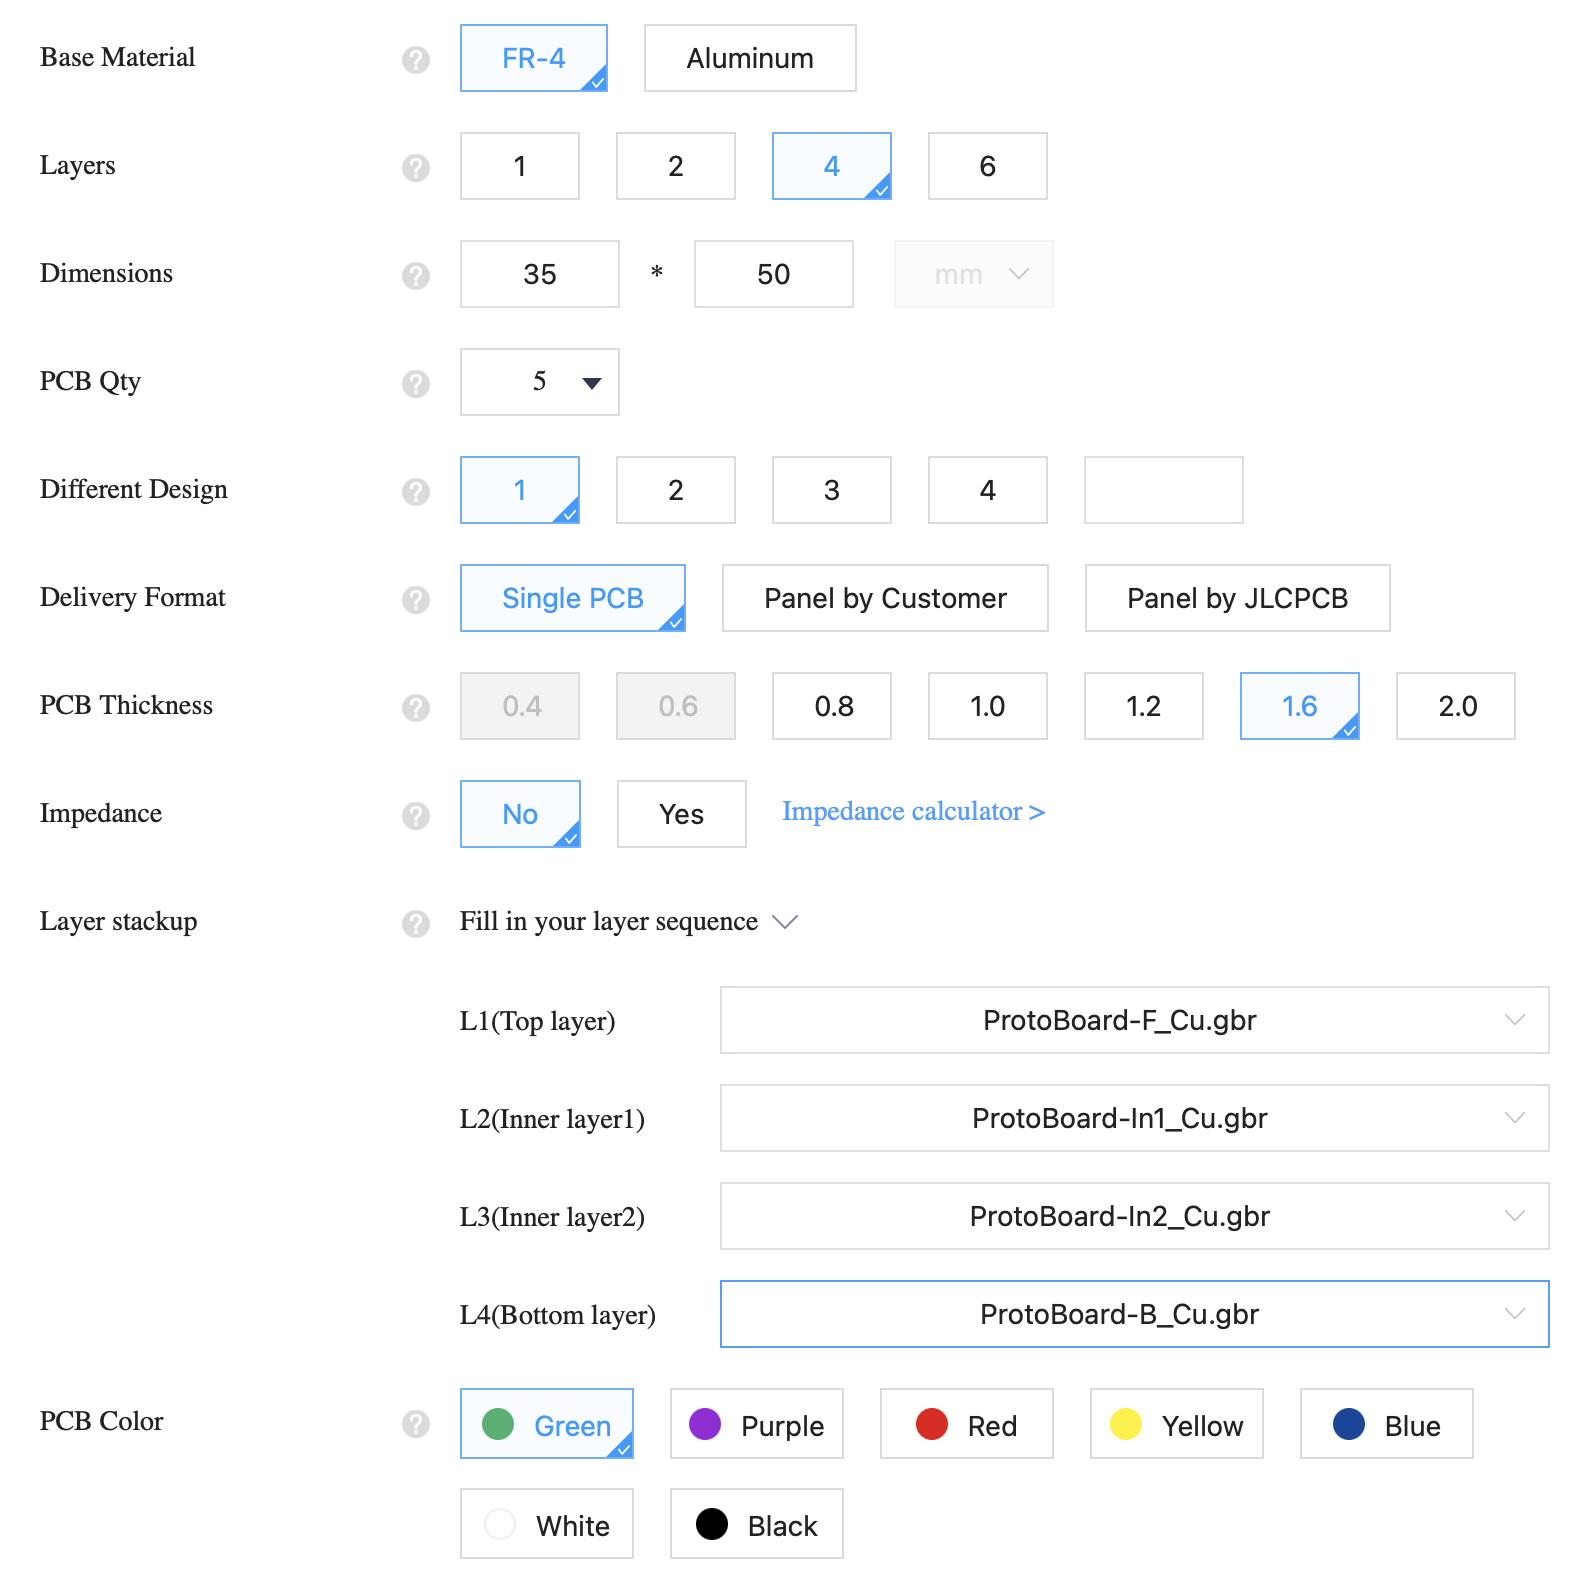 Base Material ? FR-4 Aluminum
Layers ? 1 2 4 6
Dimensions ? 35 * 50 mm
PCB Qty ? 5
Different Design ? 1 2 3 4
Delivery Format ? Single PCB Panel by Customer Panel by JLCPCB
PCB Thickness ? 0.4 0.6 0.8 1.0 1.2 1.6 2.0
Impedance ? No Yes Impedance calculator >
Layer stackup ? Fill in your layer sequence
L1(Top layer) ProtoBoard-F_Cu.gbr
L2(Inner layer1) ProtoBoard-In1_Cu.gbr
L3(Inner layer2) ProtoBoard-In2_Cu.gbr
L4(Bottom layer) ProtoBoard-B_Cu.gbr
PCB Color ? Green Purple Red Yellow Blue
White Black